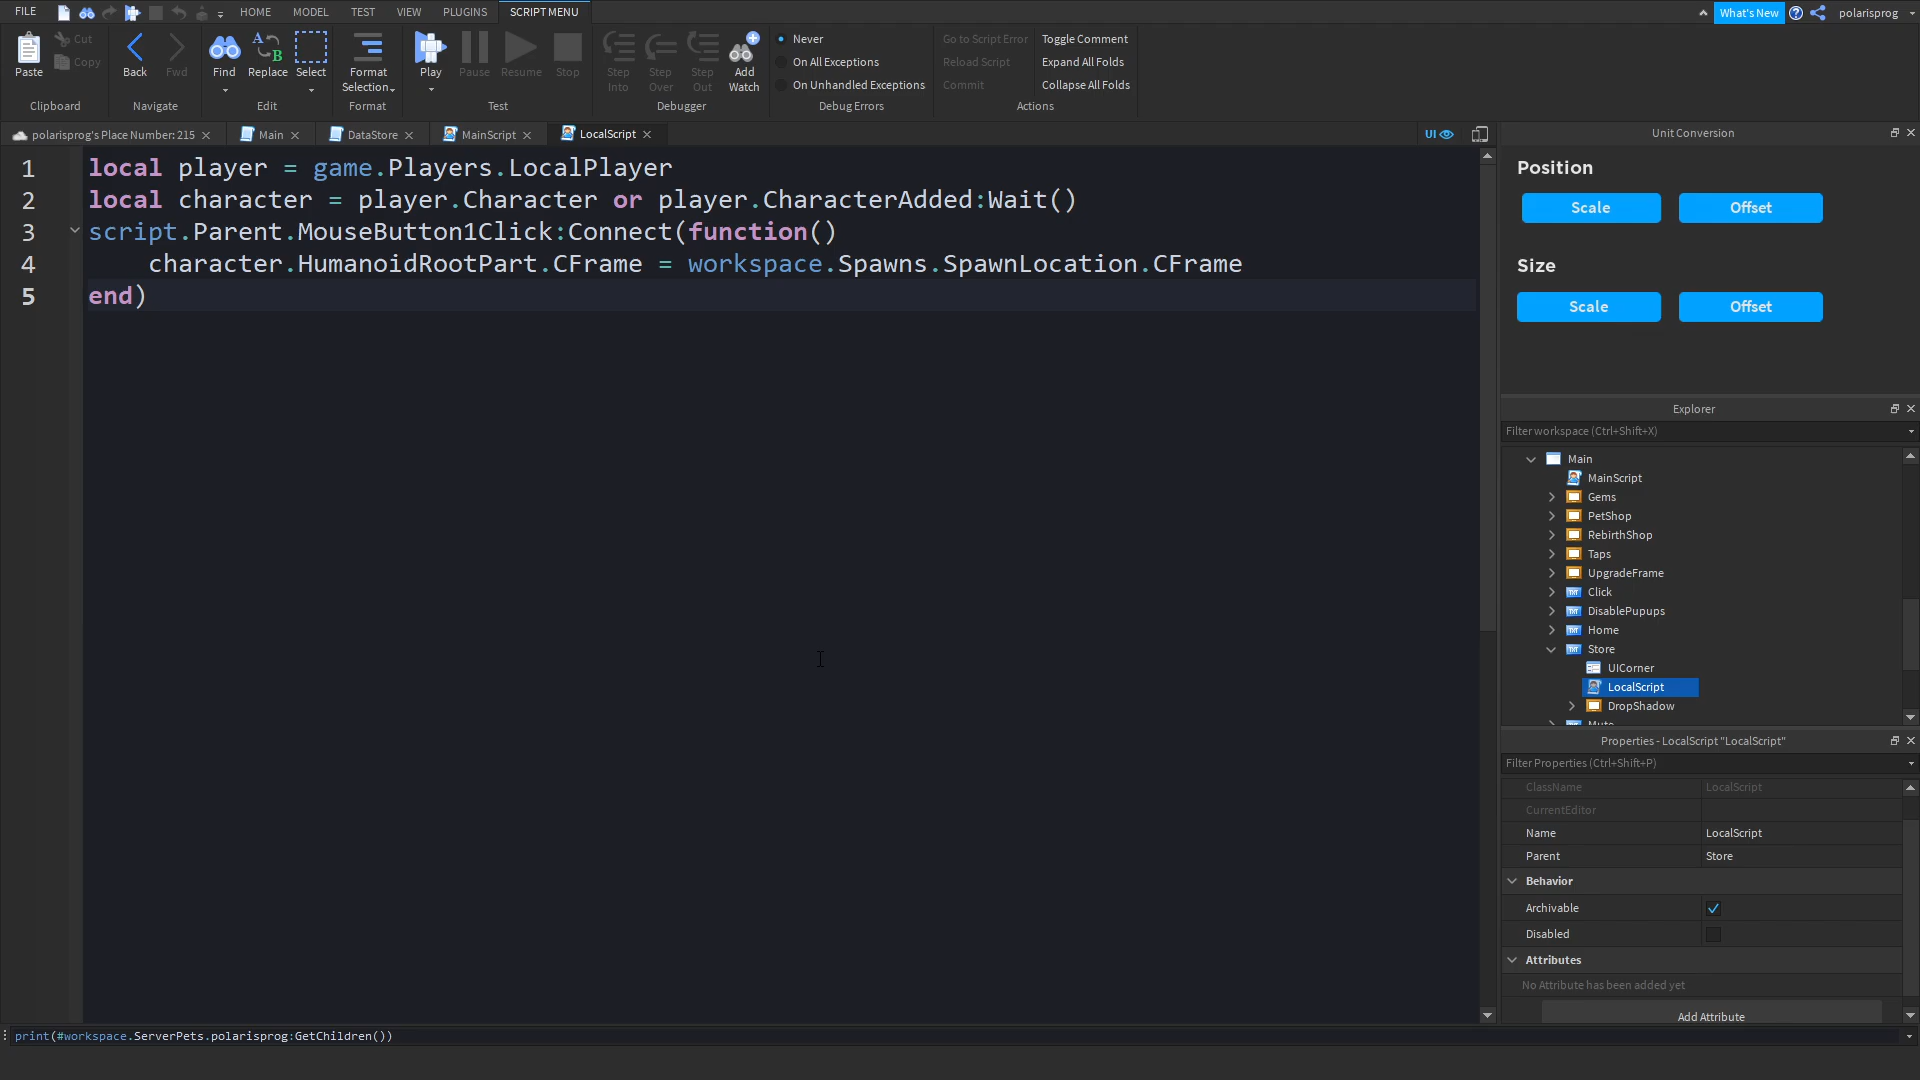 FILE HOME MODEL TEST VIEW PLUGINS SCRIPT MENU What's New polarisprog
Paste Cut Copy Clipboard
Back Fwd Navigate
Find Replace Select Edit
Format Selection Format
Play Pause Resume Stop Test
Step Into Step Over Step Out Add Watch Debugger
Never
On All Exceptions
On Unhandled Exceptions
Debug Errors
Go to Script Error Toggle Comment
Reload Script Expand All Folds
Commit Collapse All Folds
Actions
polarisprog's Place Number: 215 Main DataStore MainScript LocalScript UI
1 local player = game.Players.LocalPlayer
2 local character = player.Character or player.CharacterAdded:Wait()
3 script.Parent.MouseButton1Click:Connect(function()
4 character.HumanoidRootPart.CFrame = workspace.Spawns.SpawnLocation.CFrame
5 end)
Unit Conversion
Position
Scale Offset
Size
Scale Offset
Explorer
Filter workspace (Ctrl+Shift+X)
Main
MainScript
Gems
PetShop
RebirthShop
Taps
UpgradeFrame
Click
DisablePupups
Home
Store
UICorner
LocalScript
DropShadow
Mute
Properties - LocalScript "LocalScript"
Filter Properties (Ctrl+Shift+P)
ClassName LocalScript
CurrentEditor
Name LocalScript
Parent Store
Behavior
Archivable
Disabled
Attributes
No Attribute has been added yet
Add Attribute
print(#workspace.ServerPets.polarisprog:GetChildren())